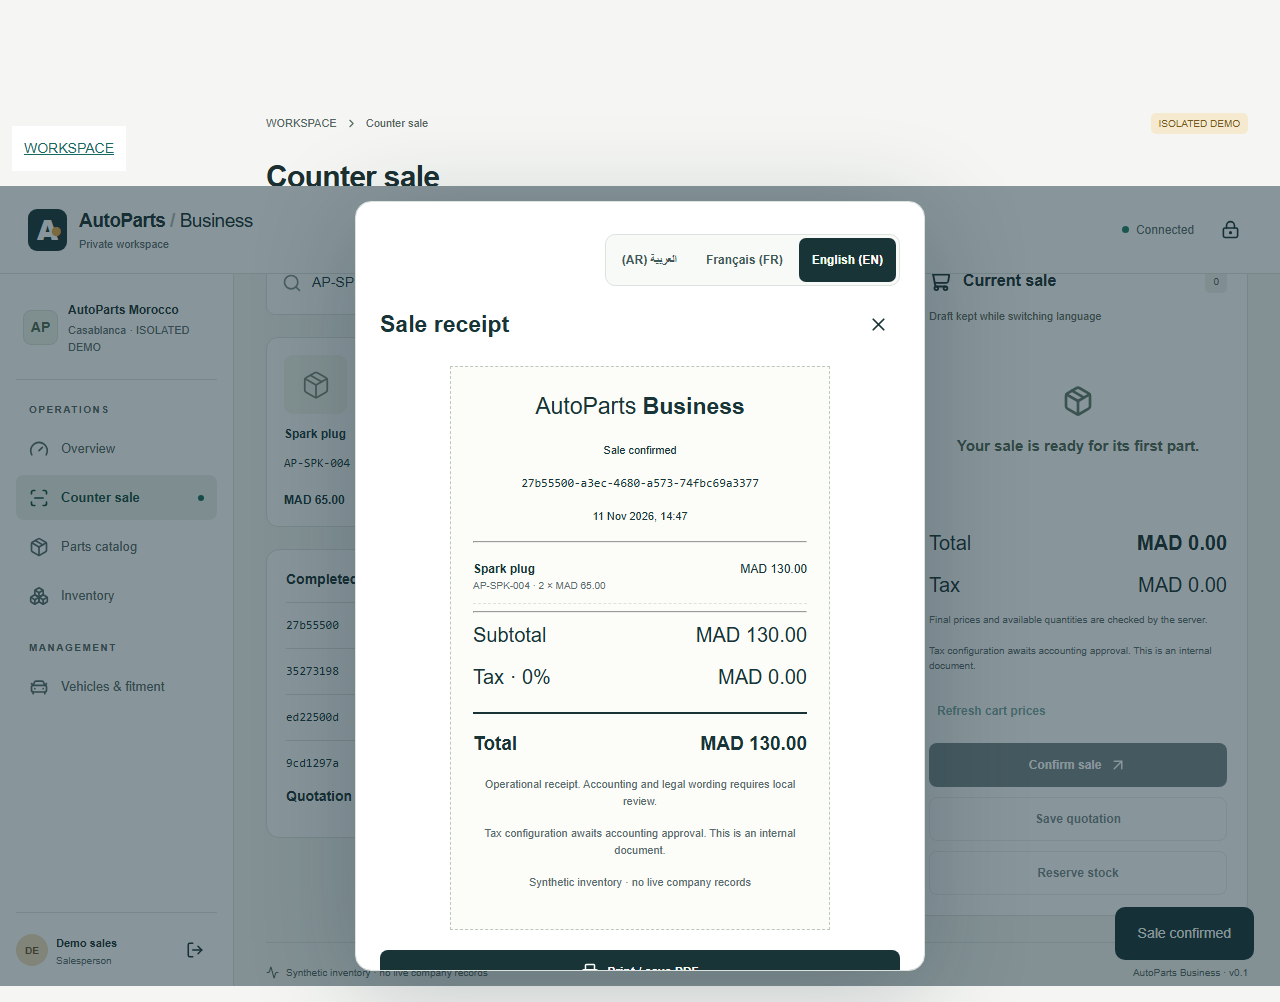 WORKSPACE
Counter sale
ISOLATED DEMO
WORKSPACE
Counter sale
AutoParts / Business
Private workspace
Connected
AutoParts Morocco
AP
Casablanca · ISOLATED
DEMO
OPERATIONS
Overview
Counter sale
Parts catalog
Inventory
MANAGEMENT
Vehicles & fitment
DE
Demo sales
Salesperson
AP-SP
Spark plug
AP-SPK-004
MAD 65.00
Completed
27b55500
35273198
ed22500d
9cd1297a
Quotation
Synthetic inventory · no live company records
العربية (AR)
Français (FR)
English (EN)
Sale receipt
AutoParts Business
Sale confirmed
27b55500-a3ec-4680-a573-74fbc69a3377
11 Nov 2026, 14:47
Spark plug MAD 130.00
AP-SPK-004 · 2 × MAD 65.00
Subtotal MAD 130.00
Tax · 0% MAD 0.00
Total MAD 130.00
Operational receipt. Accounting and legal wording requires local
review.
Tax configuration awaits accounting approval. This is an internal
document.
Synthetic inventory · no live company records
Print / save PDF
Current sale
0
Draft kept while switching language
Your sale is ready for its first part.
Total MAD 0.00
Tax MAD 0.00
Final prices and available quantities are checked by the server.
Tax configuration awaits accounting approval. This is an internal
document.
Refresh cart prices
Confirm sale
Save quotation
Reserve stock
Sale confirmed
AutoParts Business · v0.1